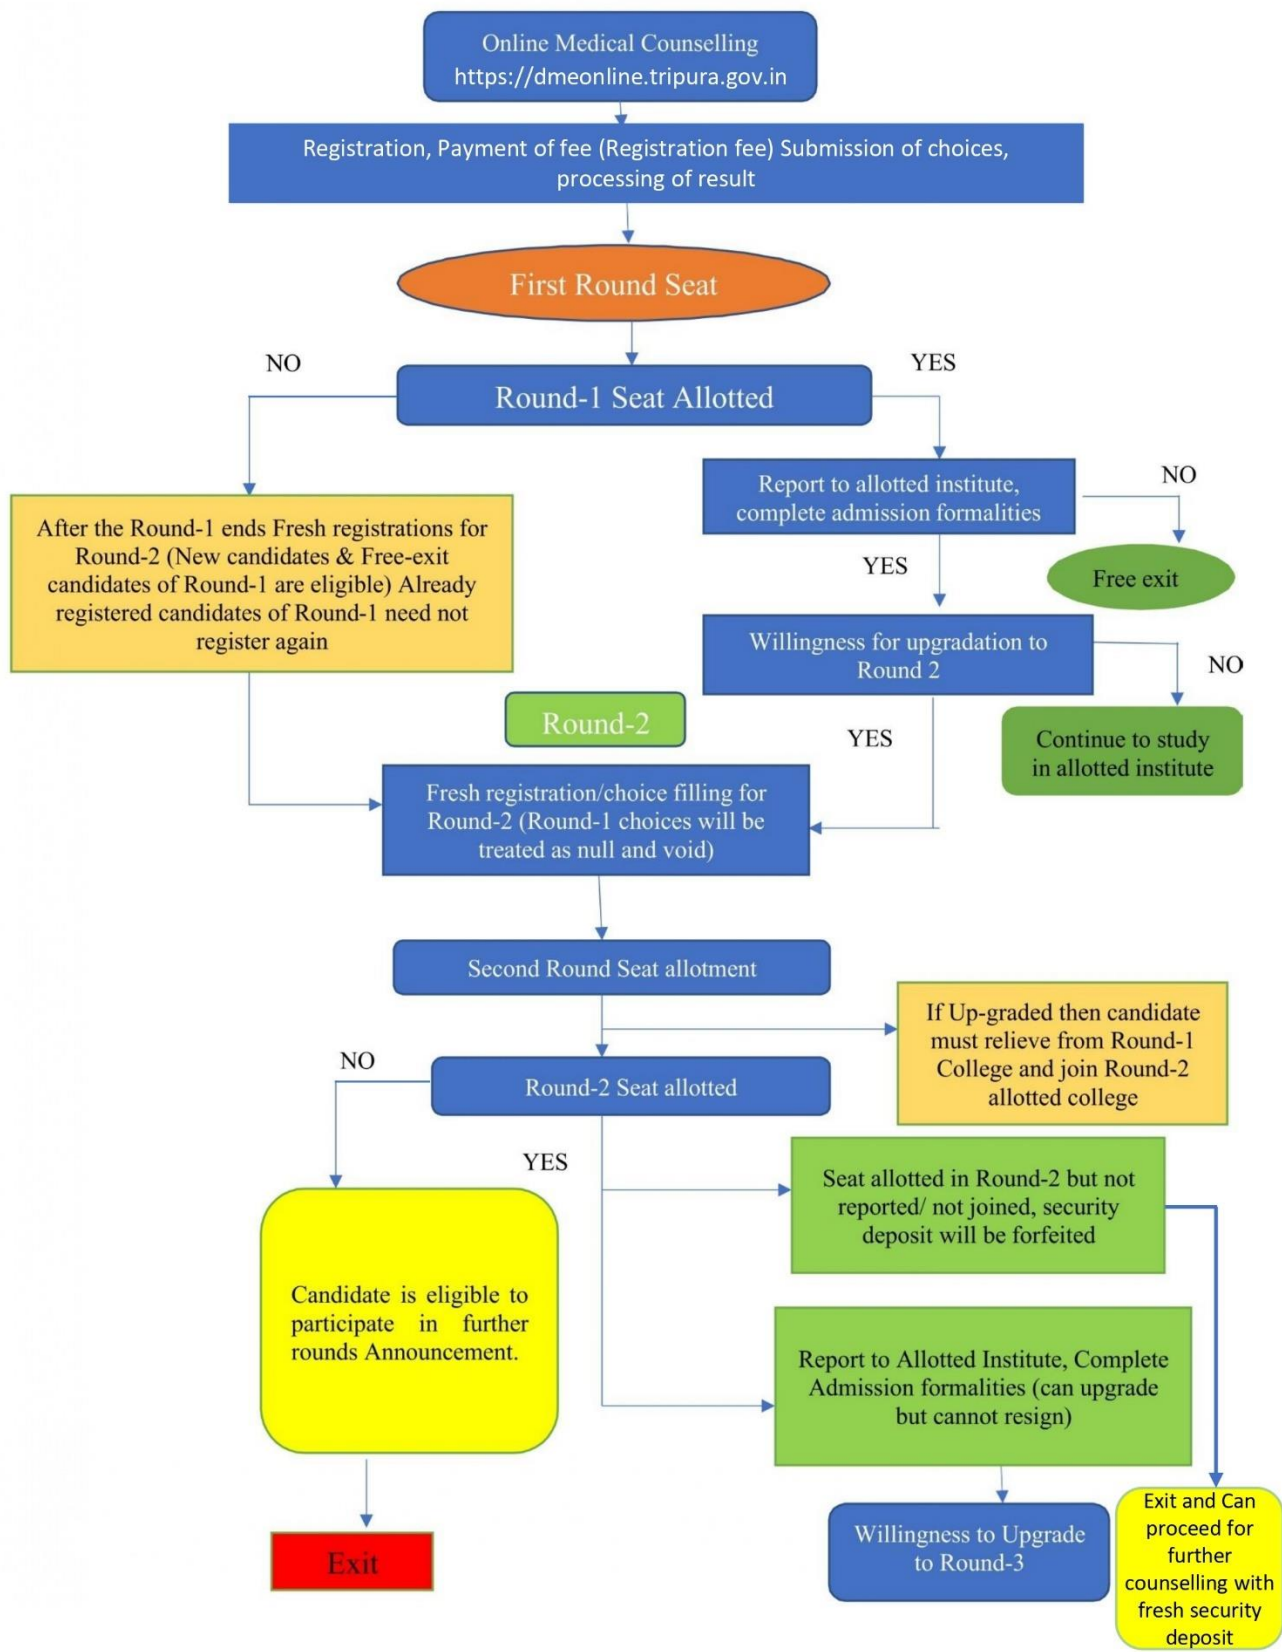 Online Medical Counselling
https://dmeonline.tripura.gov.in
Registration, Payment of fee (Registration fee) Submission of choices,
processing of result
First Round Seat
NO
YES
Round-1 Seat Allotted
Report to allotted institute,
complete admission formalities
NO
After the Round-1 ends Fresh registrations for
Round-2 (New candidates & Free-exit
candidates of Round-1 are eligible) Already
registered candidates of Round-1 need not
register again
YES
Free exit
Willingness for upgradation to
Round 2
NO
Round-2
YES
Continue to study
in allotted institute
Fresh registration/choice filling for
Round-2 (Round-1 choices will be
treated as null and void)
Second Round Seat allotment
If Up-graded then candidate
must relieve from Round-1
College and join Round-2
allotted college
NO
Round-2 Seat allotted
YES
Seat allotted in Round-2 but not
reported/ not joined, security
deposit will be forfeited
Candidate is eligible to
participate in further
rounds Announcement.
Report to Allotted Institute, Complete
Admission formalities (can upgrade
but cannot resign)
Exit
Willingness to Upgrade
to Round-3
Exit and Can
proceed for
further
counselling with
fresh security
deposit